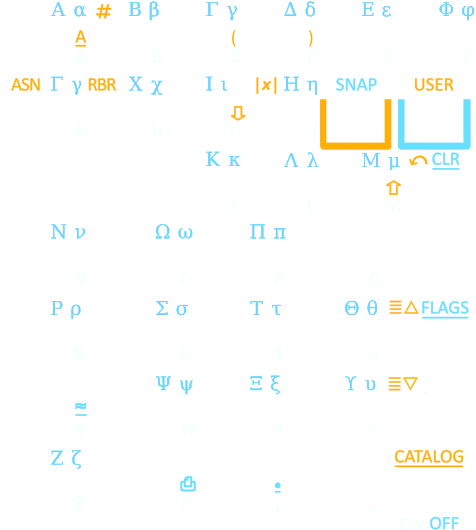 Α α # Β β Γ γ Δ δ Ε ε Φ φ
A ( )
ASN Γ γ RBR Χ χ Ι ι |x| Η η SNAP USER
⇩
Κ κ Λ λ Μ μ ↶ CLR
⇧
Ν ν Ω ω Π π
Ρ ρ Σ σ Τ τ Θ θ ≣△ FLAGS
Ψ ψ Ξ ξ Υ υ ≣▽
≈
Ζ ζ CATALOG
⎙ •
OFF